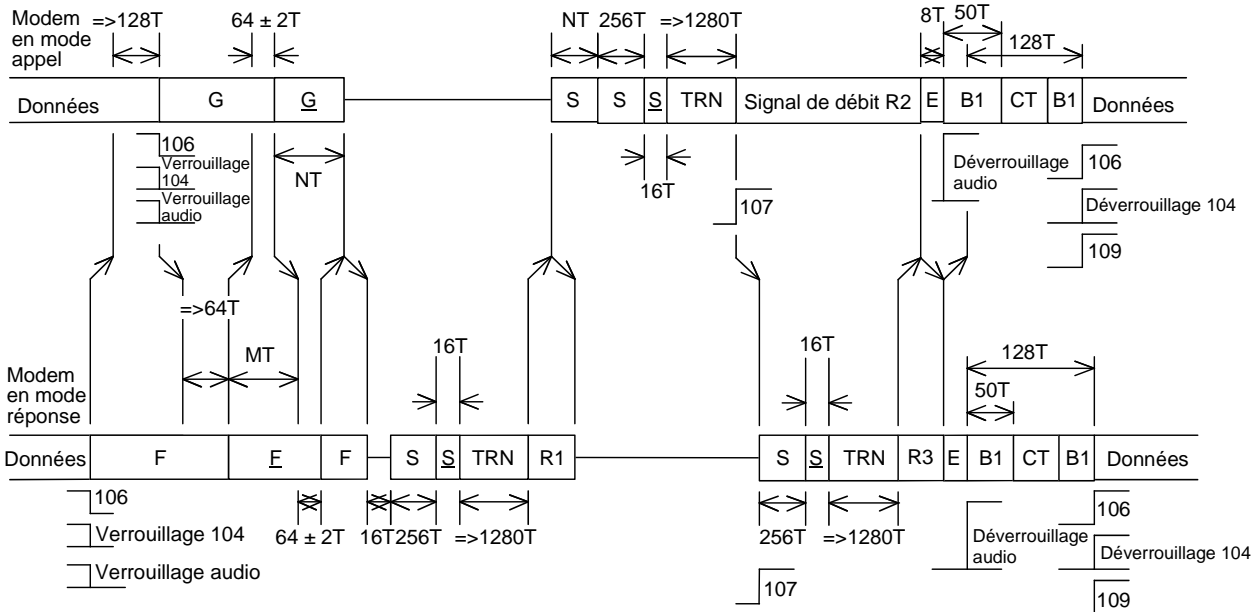 Modem
en mode
appel
=>128T
64 ± 2T
NT
256T
=>1280T
8T
50T
128T
Données
G
G
S
S
S
TRN
Signal de débit R2
E
B1
CT
B1
Données
106
Verrouillage
104
Verrouillage
audio
NT
16T
107
Déverrouillage
audio
106
Déverrouillage 104
109
=>64T
MT
16T
16T
128T
50T
Modem
en mode
réponse
Données
F
F
F
S
S
TRN
R1
S
S
TRN
R3
E
B1
CT
B1
Données
106
Verrouillage 104
Verrouillage audio
64 ± 2T
16T
256T
=>1280T
256T
=>1280T
107
Déverrouillage
audio
106
Déverrouillage 104
109